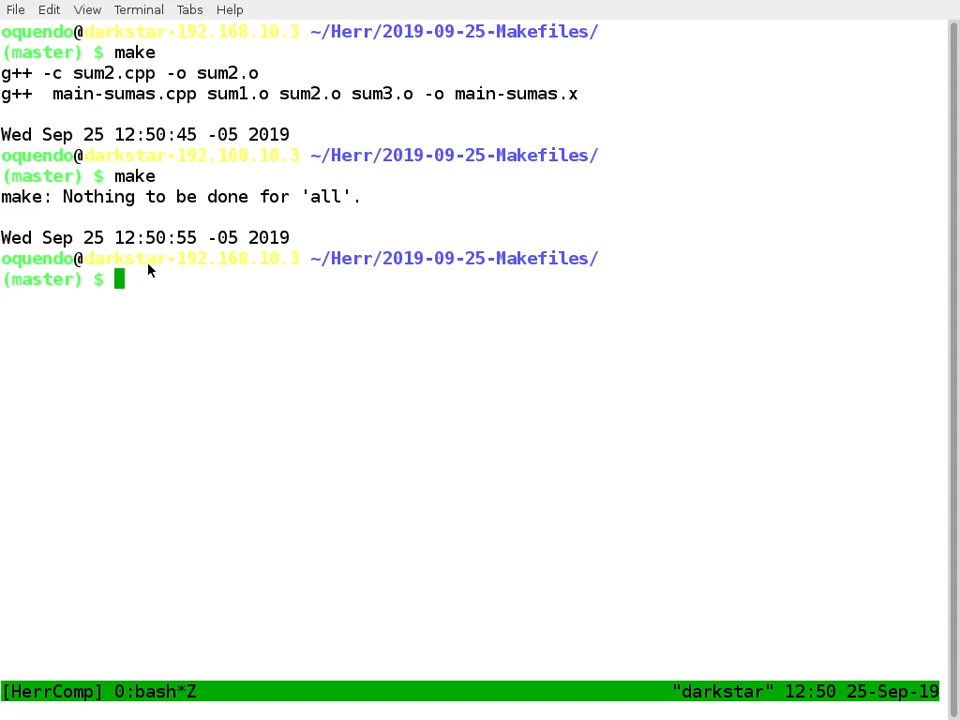 File Edit View Terminal Tabs Help
oquendo@darkstar-192.168.10.3 ~/Herr/2019-09-25-Makefiles/
(master) $ make
g++ -c sum2.cpp -o sum2.o
g++  main-sumas.cpp sum1.o sum2.o sum3.o -o main-sumas.x
Wed Sep 25 12:50:45 -05 2019
oquendo@darkstar-192.168.10.3 ~/Herr/2019-09-25-Makefiles/
(master) $ make
make: Nothing to be done for 'all'.
Wed Sep 25 12:50:55 -05 2019
oquendo@darkstar-192.168.10.3 ~/Herr/2019-09-25-Makefiles/
(master) $
[HerrComp] 0:bash*Z "darkstar" 12:50 25-Sep-19